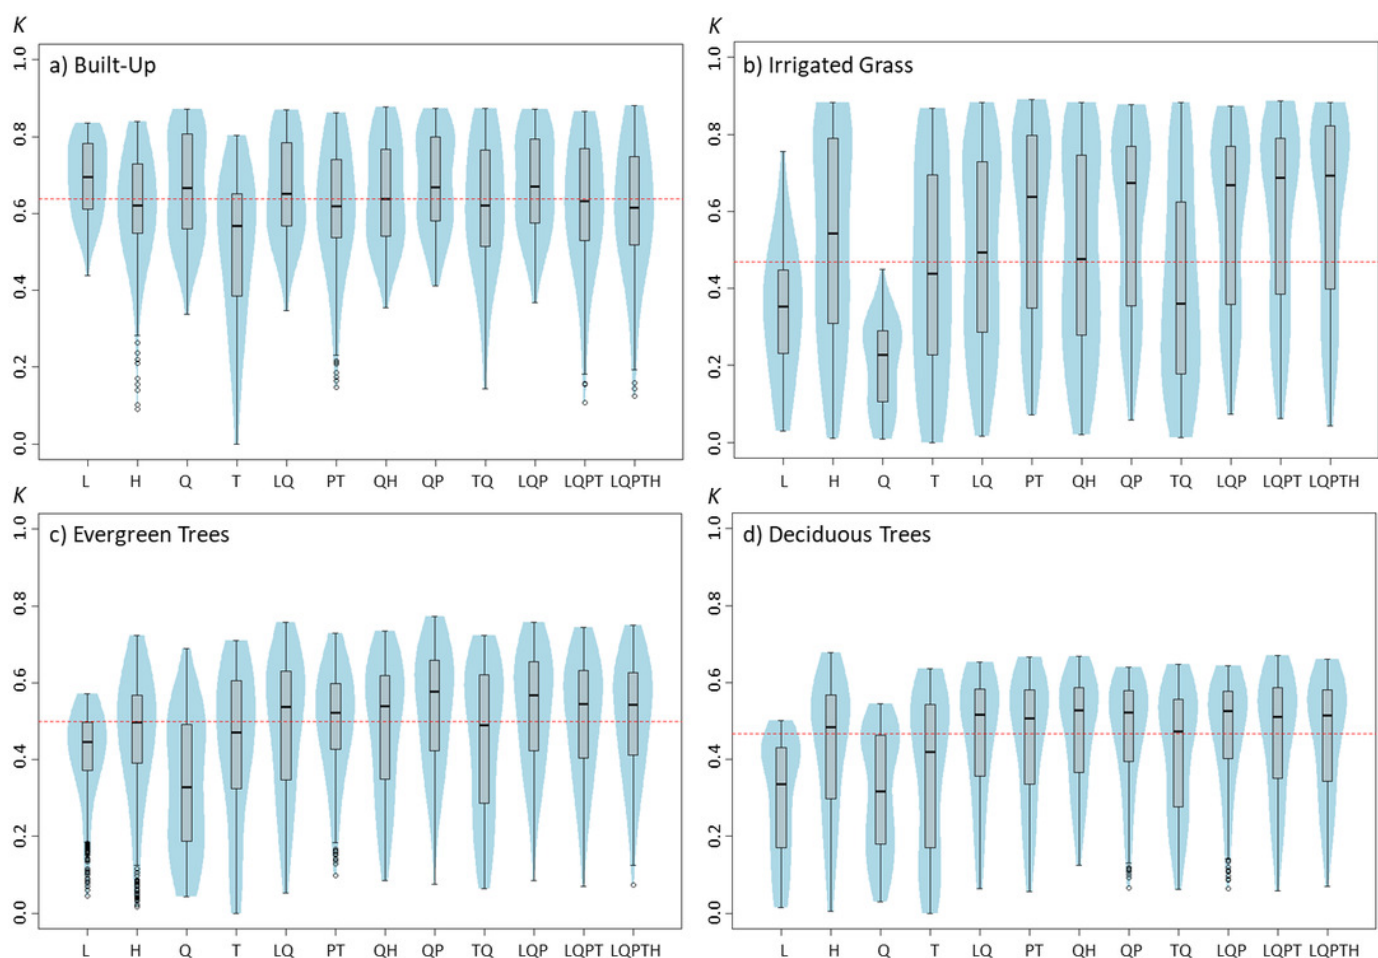 K
a) Built-Up
1.0
0.8
0.6
0.4
0.2
0.0
L H Q T LQ PT QH QP TQ LQP LQPT LQPTH
K
b) Irrigated Grass
1.0
0.8
0.6
0.4
0.2
0.0
L H Q T LQ PT QH QP TQ LQP LQPT LQPTH
K
c) Evergreen Trees
1.0
0.8
0.6
0.4
0.2
0.0
L H Q T LQ PT QH QP TQ LQP LQPT LQPTH
K
d) Deciduous Trees
1.0
0.8
0.6
0.4
0.2
0.0
L H Q T LQ PT QH QP TQ LQP LQPT LQPTH